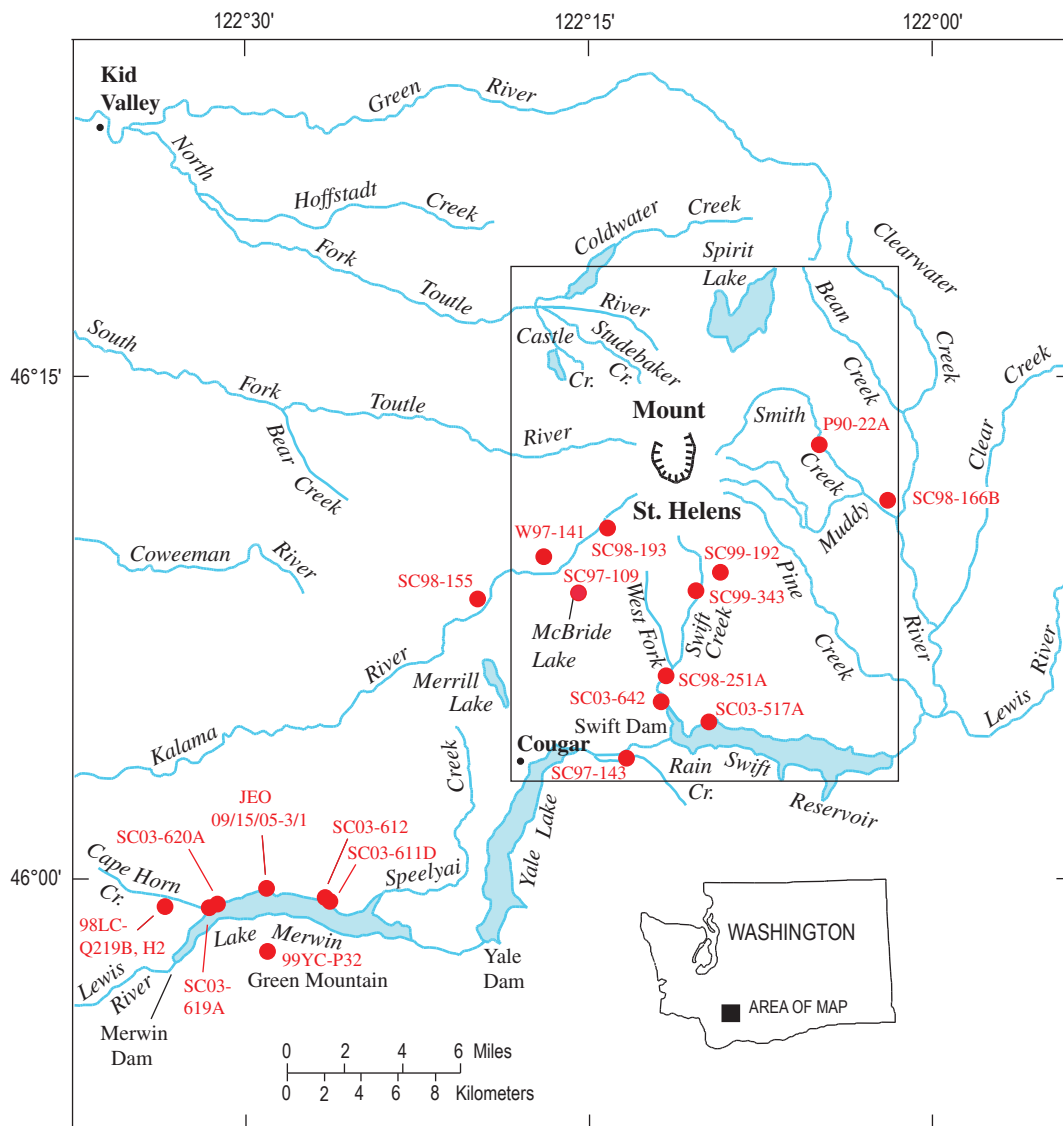 122°30'
122°15'
122°00'
Kid
Valley
Green River
North
Hoffstadt Creek
Fork
Toutle
Coldwater Creek
Spirit
Lake
Clearwater
Creek
River
Castle
Cr.
Studebaker
Cr.
Bean
Creek
46°15'
South
Fork
Toutle
River
Bear
Creek
Mount
St. Helens
Smith
Creek
P90-22A
Clear
Creek
SC98-166B
Muddy
River
W97-141
SC98-193
SC99-192
Coweeman
River
SC98-155
SC97-109
SC99-343
McBride
Lake
West Fork
Swift
Creek
Pine
Creek
Merrill
Lake
SC98-251A
SC03-642
SC03-517A
Swift Dam
Lewis
River
Kalama
River
Cougar
SC97-143
Rain
Cr.
Swift
Reservoir
JEO
09/15/05-3/1
SC03-620A
SC03-612
SC03-611D
Speelyai
Creek
Yale Lake
46°00'
Cape Horn
Cr.
98LC-
Q219B, H2
Lake Merwin
99YC-P32
Green Mountain
Yale
Dam
Lewis
River
SC03-
619A
Merwin
Dam
WASHINGTON
AREA OF MAP
0 2 4 6 Miles
0 2 4 6 8 Kilometers